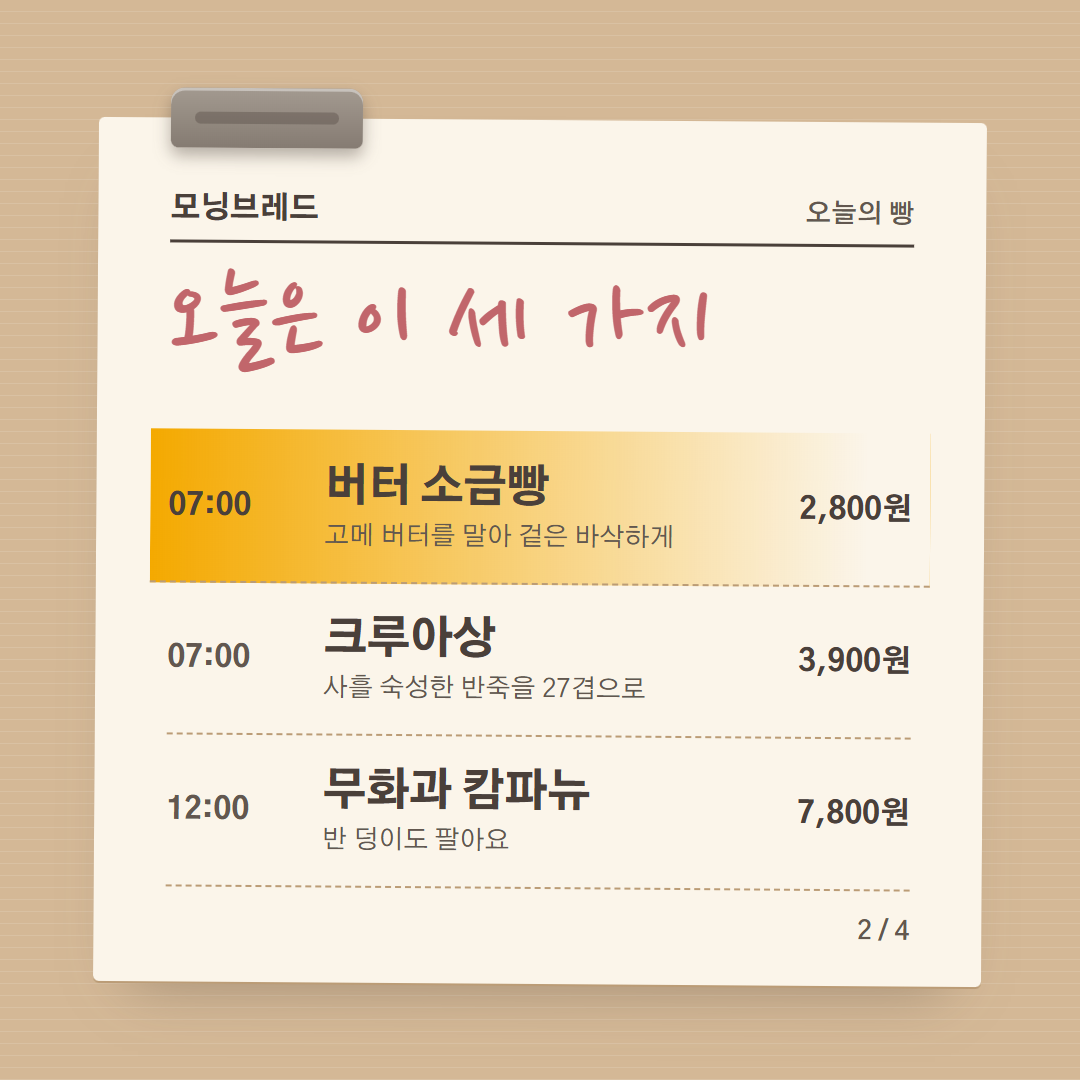 모닝브레드
오늘의 빵
오늘은 이 세 가지
07:00
버터 소금빵
고메 버터를 말아 겉은 바삭하게
2,800원
07:00
크루아상
사흘 숙성한 반죽을 27겹으로
3,900원
12:00
무화과 캄파뉴
반 덩이도 팔아요
7,800원
2 / 4